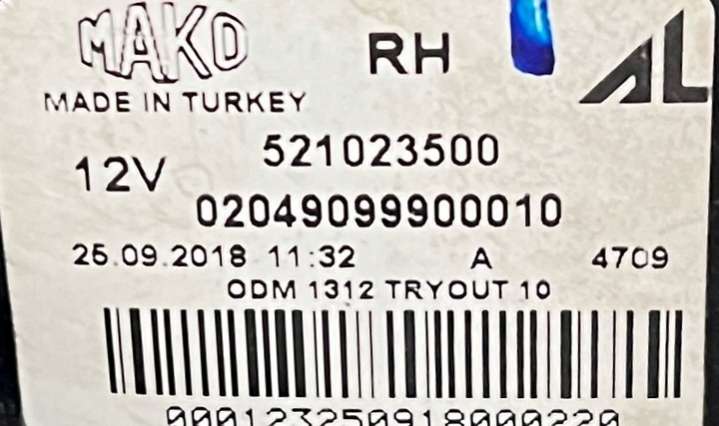 MAKO RH AL
MADE IN TURKEY
12V 521023500
02049099900010
25.09.2018 11:32 A 4709
ODM 1312 TRYOUT 10
000123250918000220